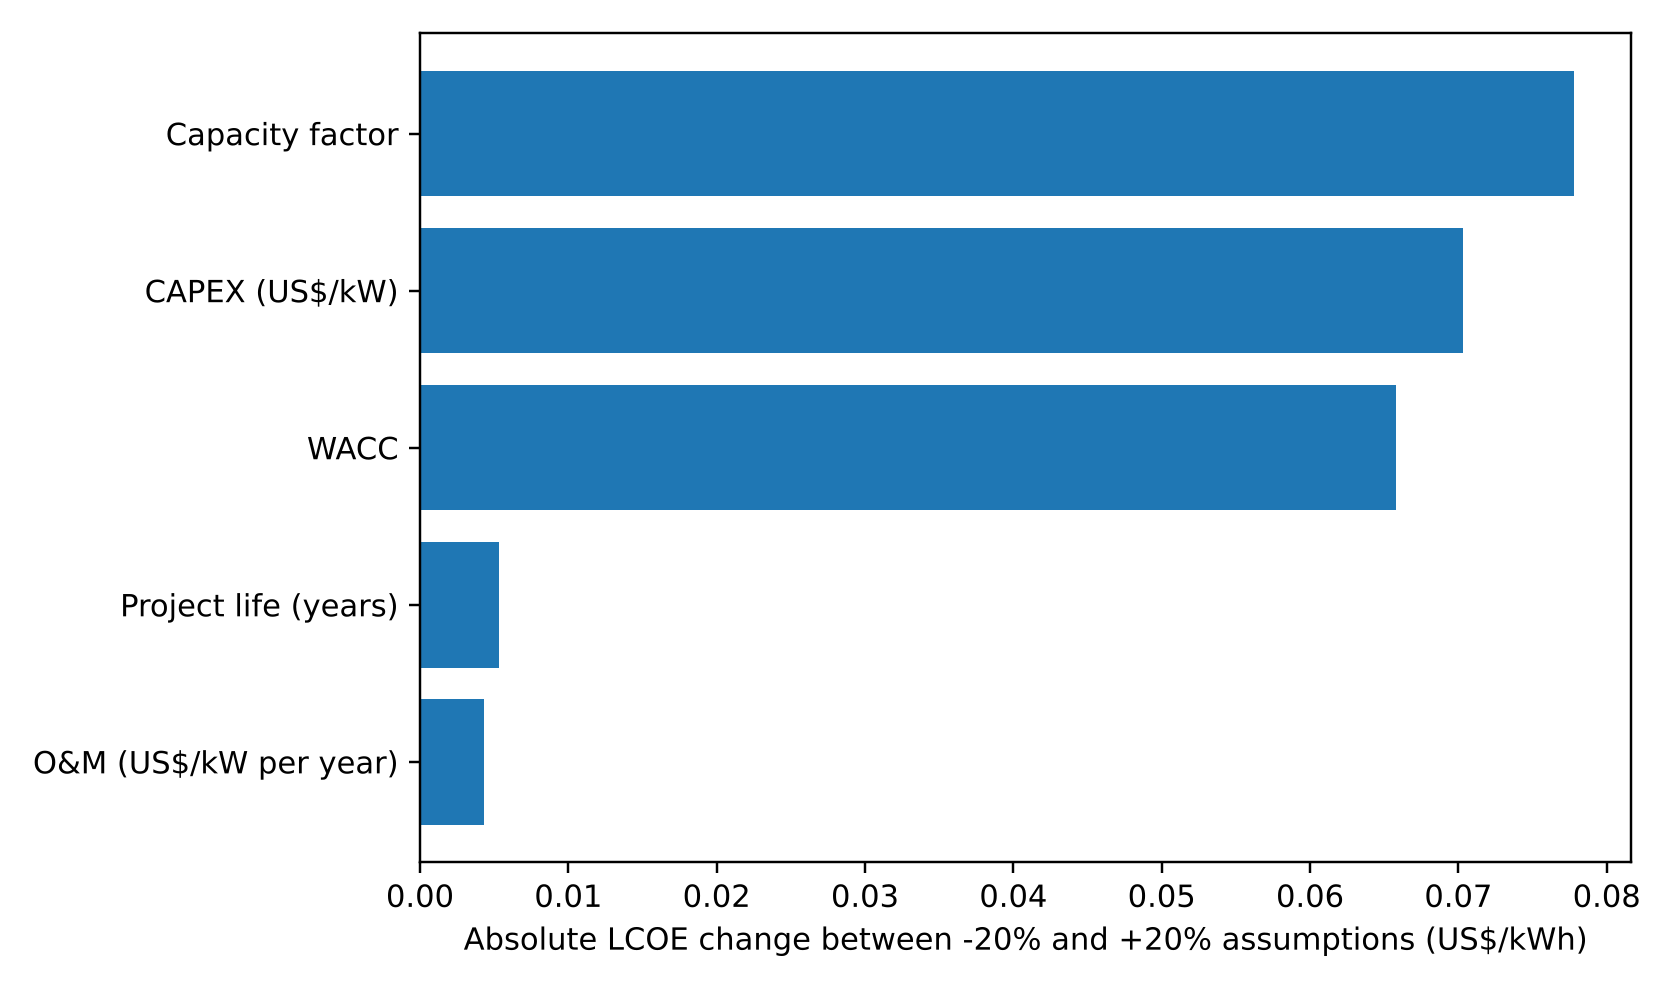 Capacity factor
CAPEX (US$/kW)
WACC
Project life (years)
O&M (US$/kW per year)
0.00 0.01 0.02 0.03 0.04 0.05 0.06 0.07 0.08
Absolute LCOE change between -20% and +20% assumptions (US$/kWh)